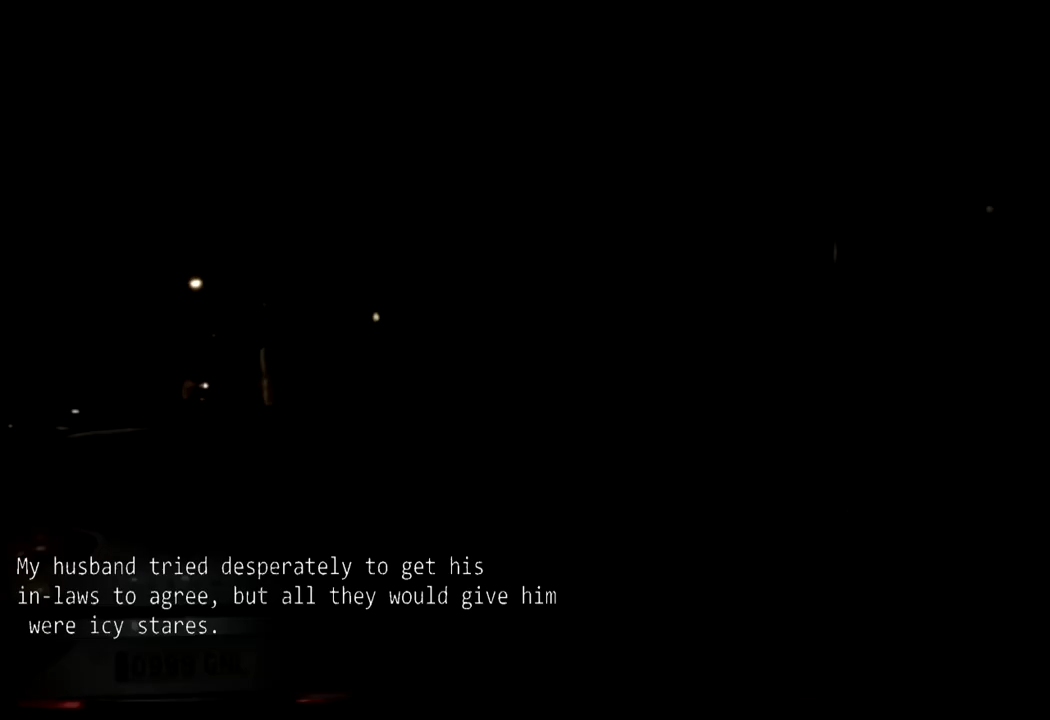 My husband tried desperately to get his
in-laws to agree, but all they would give him
were icy stares.